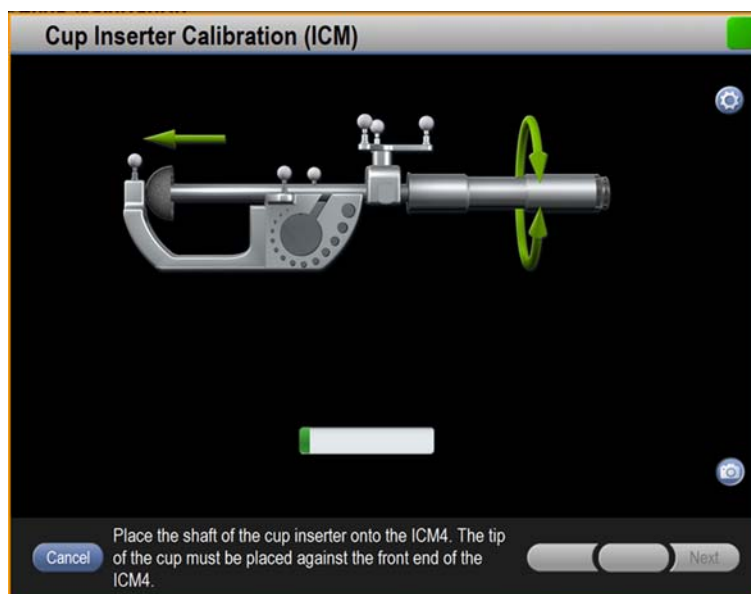 Cup Inserter Calibration (ICM)
Place the shaft of the cup inserter onto the ICM4. The tip
of the cup must be placed against the front end of the
ICM4.
Cancel
Next